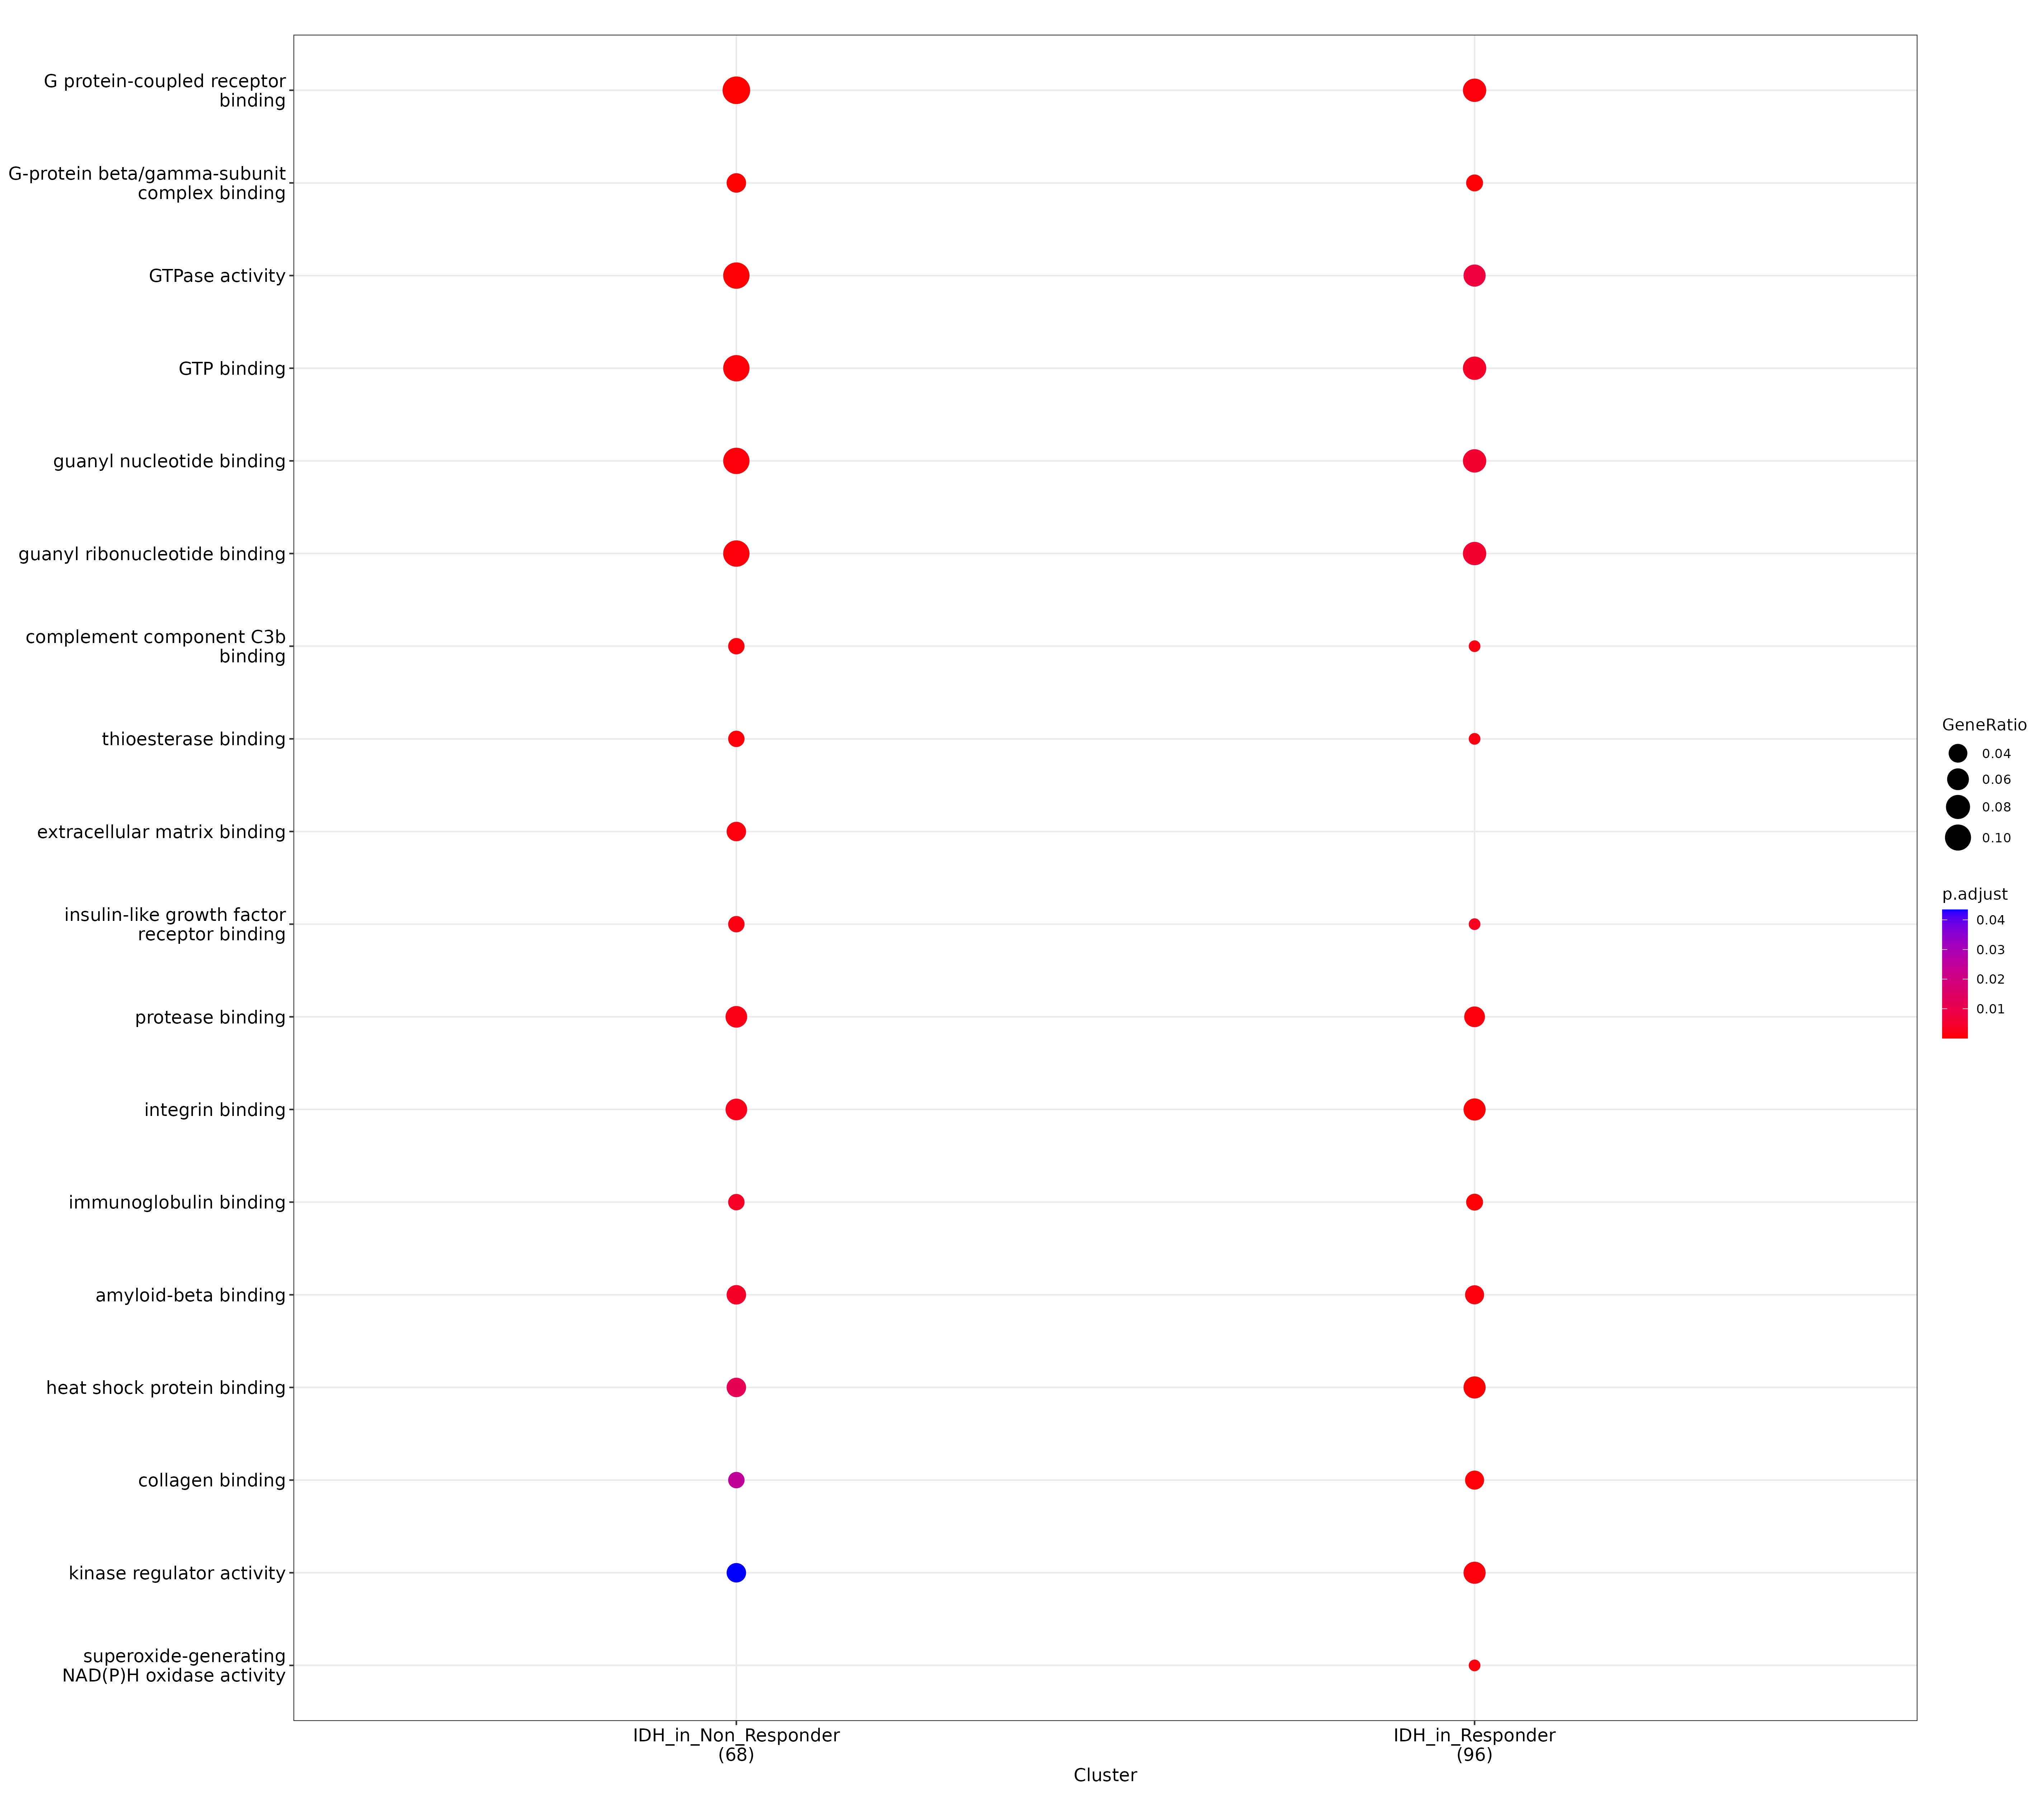 G protein-coupled receptor
binding
G-protein beta/gamma-subunit
complex binding
GTPase activity
GTP binding
guanyl nucleotide binding
guanyl ribonucleotide binding
complement component C3b
binding
thioesterase binding
extracellular matrix binding
insulin-like growth factor
receptor binding
protease binding
integrin binding
immunoglobulin binding
amyloid-beta binding
heat shock protein binding
collagen binding
kinase regulator activity
superoxide-generating
NAD(P)H oxidase activity
IDH_in_Non_Responder
(68)
IDH_in_Responder
(96)
Cluster
GeneRatio
0.04
0.06
0.08
0.10
p.adjust
0.04
0.03
0.02
0.01